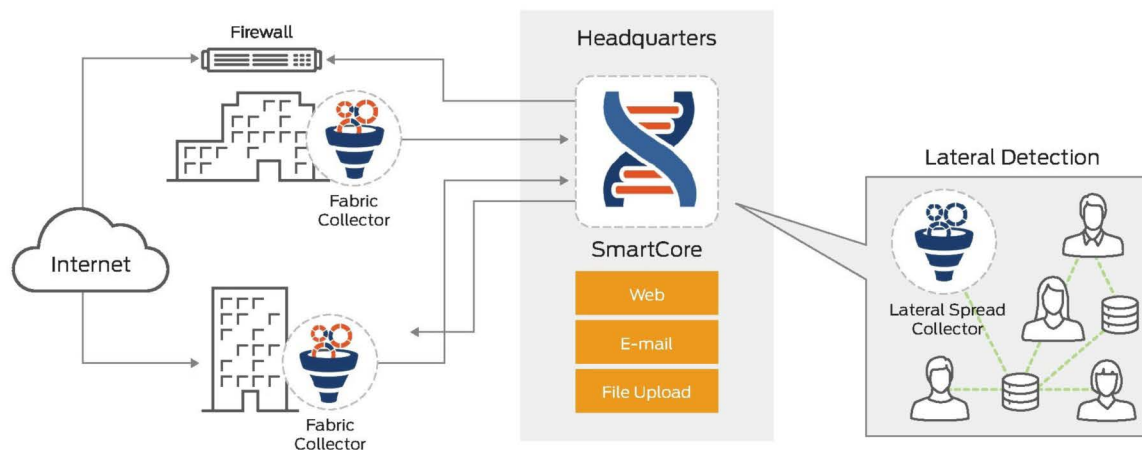 Firewall
Headquarters
Fabric
Collector
Internet
SmartCore
Web
E-mail
File Upload
Fabric
Collector
Lateral Detection
Lateral Spread
Collector